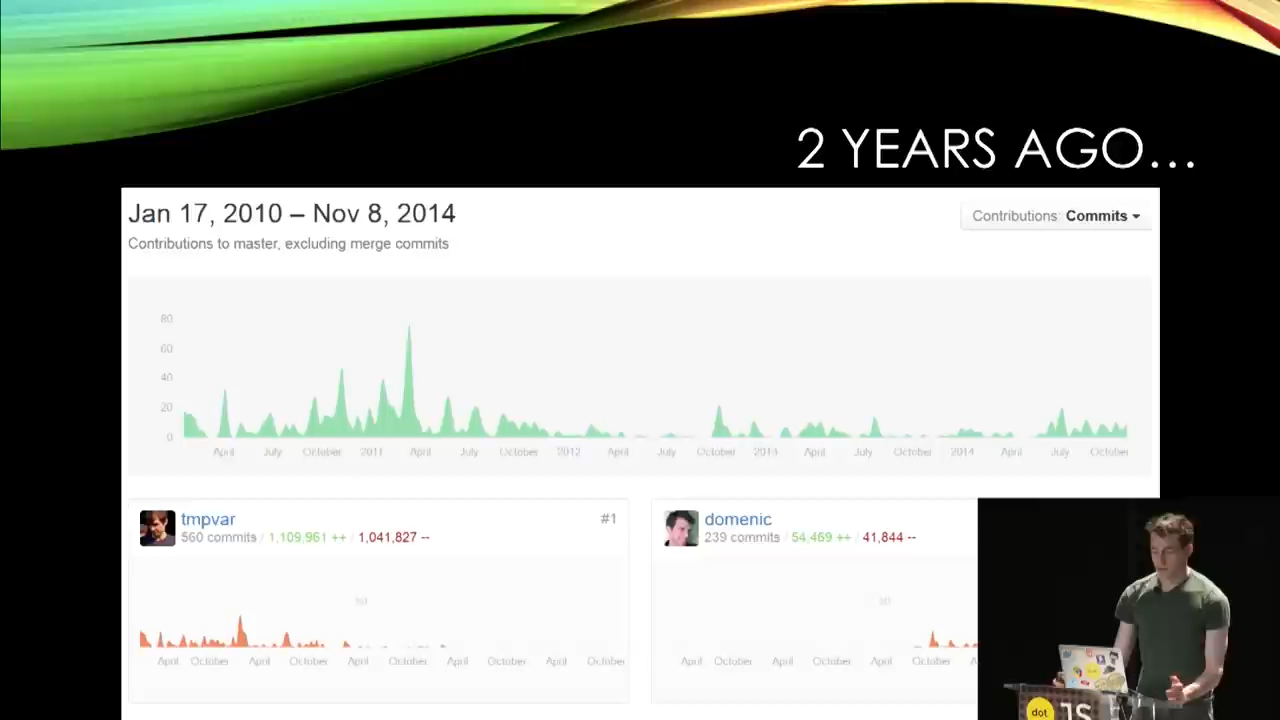 2 YEARS AGO...
Jan 17, 2010 – Nov 8, 2014
Contributions: Commits
Contributions to master, excluding merge commits
80
60
40
20
0
April July October 2011 April July October 2012 April July October 2013 April July October 2014 April July October
tmpvar #1
560 commits / 1,109,961 ++ / 1,041,827 --
domenic
239 commits / 54,469 ++ / 41,844 --
April October April October April October April October April October
April October April October April October
dot JS